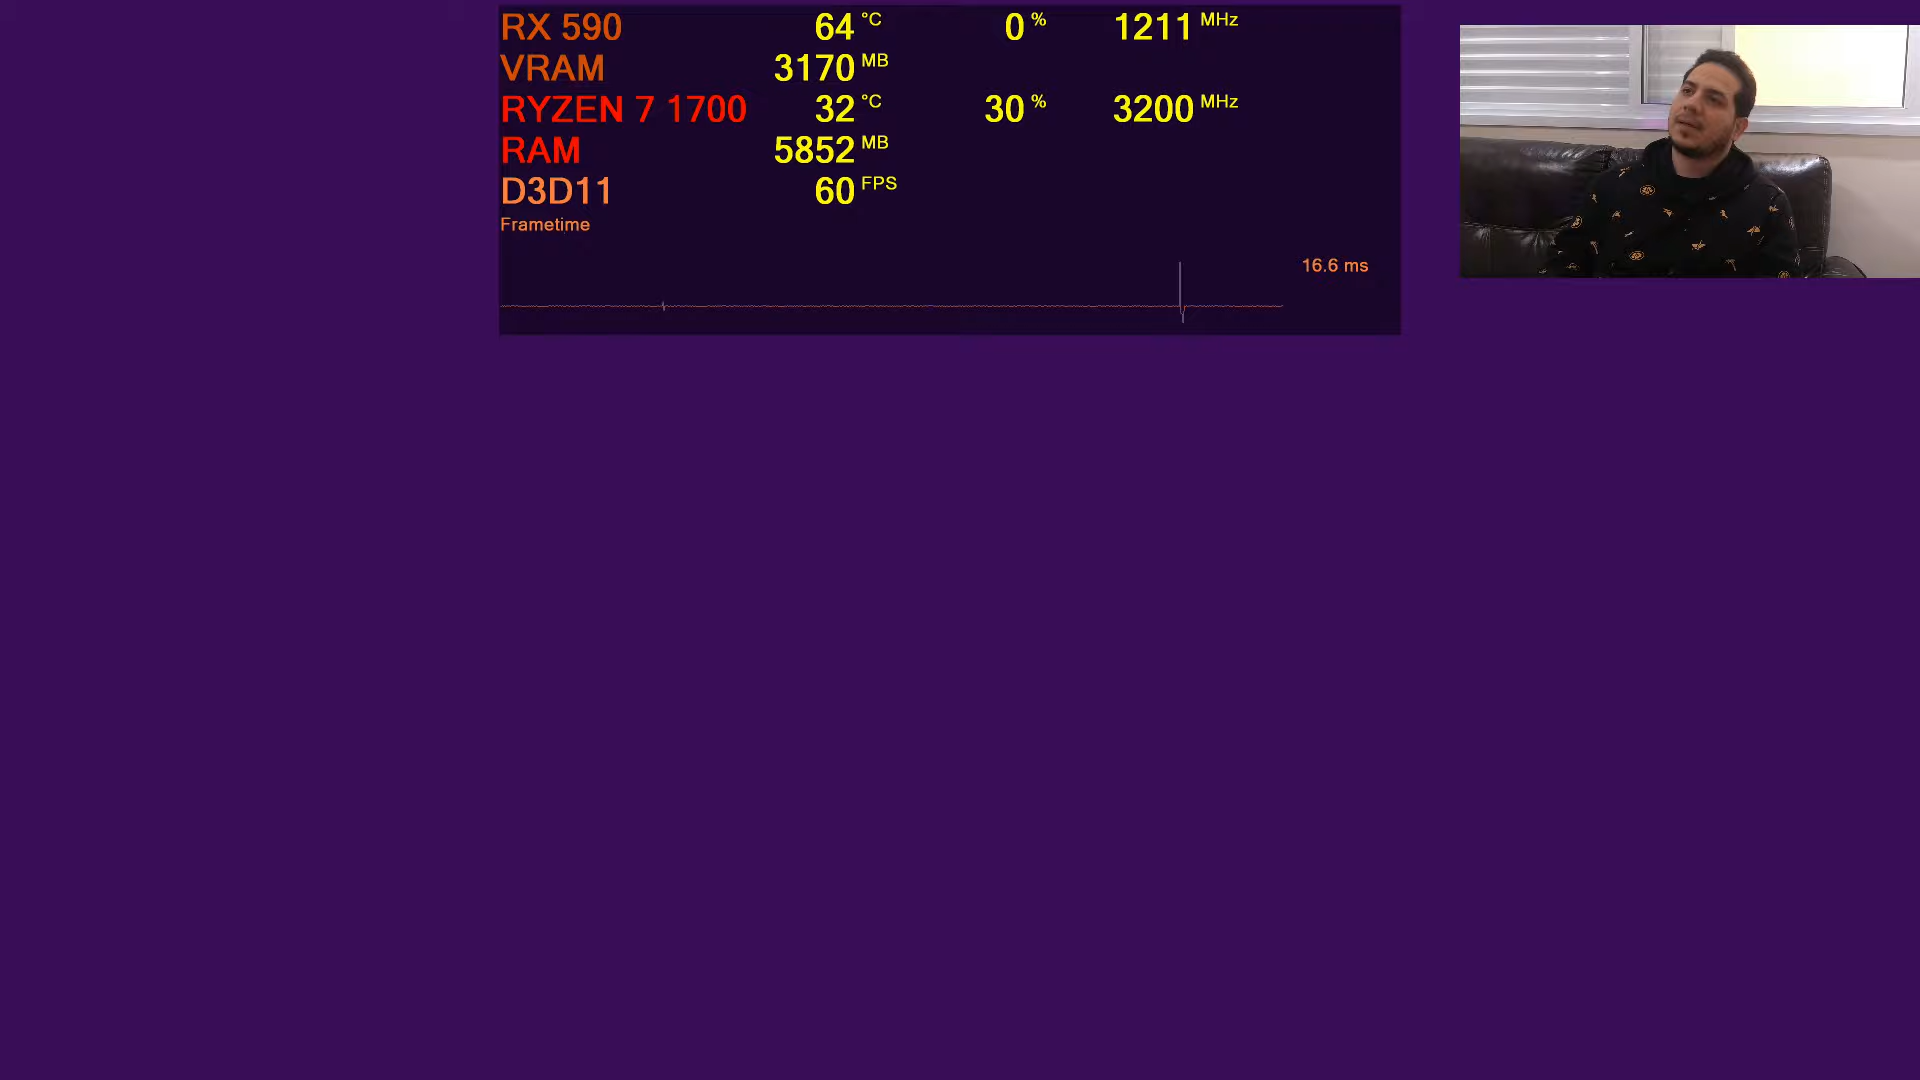 RX 590 64 °C 0 % 1211 MHz
VRAM 3170 MB
RYZEN 7 1700 32 °C 30 % 3200 MHz
RAM 5852 MB
D3D11 60 FPS
Frametime
16.6 ms